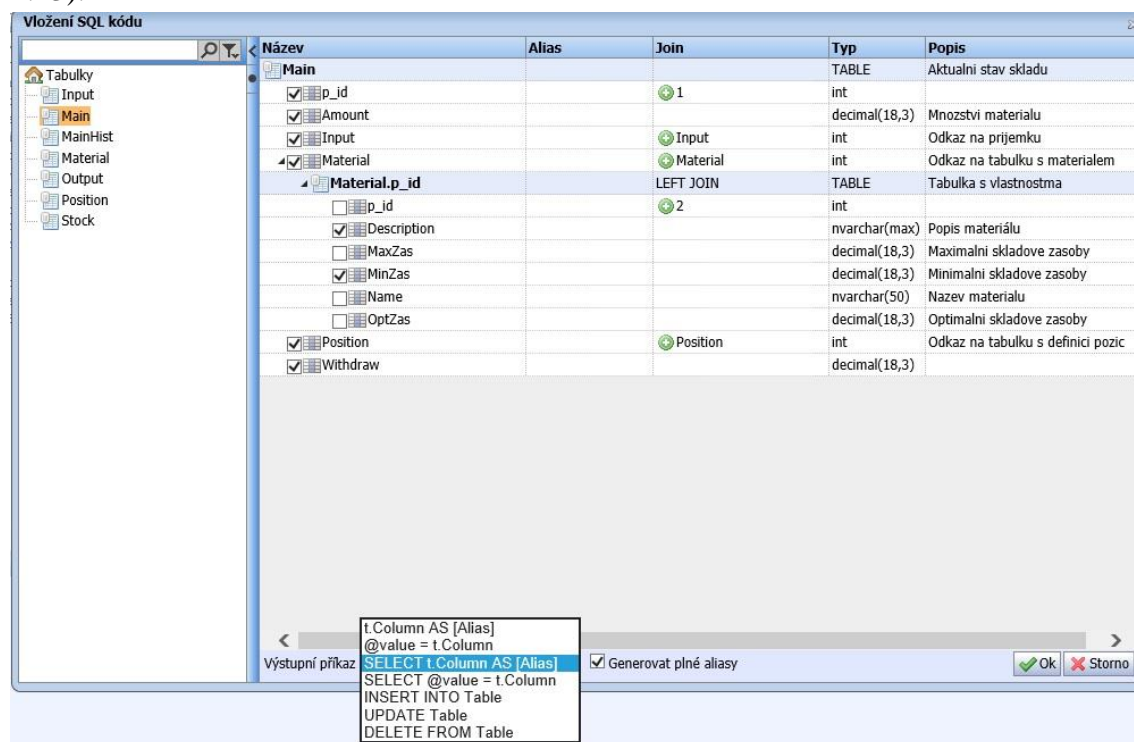 Vložení SQL kódu
Název Alias Join Typ Popis
Tabulky
Input
Main
MainHist
Material
Output
Position
Stock
Main TABLE Aktualni stav skladu
p_id 1 int
Amount decimal(18,3) Mnozstvi materialu
Input Input int Odkaz na prijemku
Material Material int Odkaz na tabulku s materialem
Material.p_id LEFT JOIN TABLE Tabulka s vlastnostma
p_id 2 int
Description nvarchar(max) Popis materiálu
MaxZas decimal(18,3) Maximalni skladove zasoby
MinZas decimal(18,3) Minimalni skladove zasoby
Name nvarchar(50) Nazev materialu
OptZas decimal(18,3) Optimalni skladove zasoby
Position Position int Odkaz na tabulku s definici pozic
Withdraw decimal(18,3)
t.Column AS [Alias]
@value = t.Column
Výstupní příkaz SELECT t.Column AS [Alias] Generovat plné aliasy Ok Storno
SELECT @value = t.Column
INSERT INTO Table
UPDATE Table
DELETE FROM Table